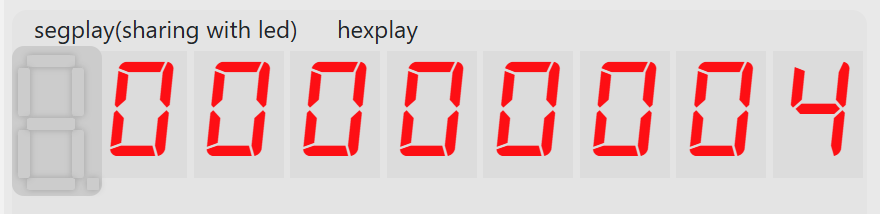 segplay(sharing with led) hexplay
00000004